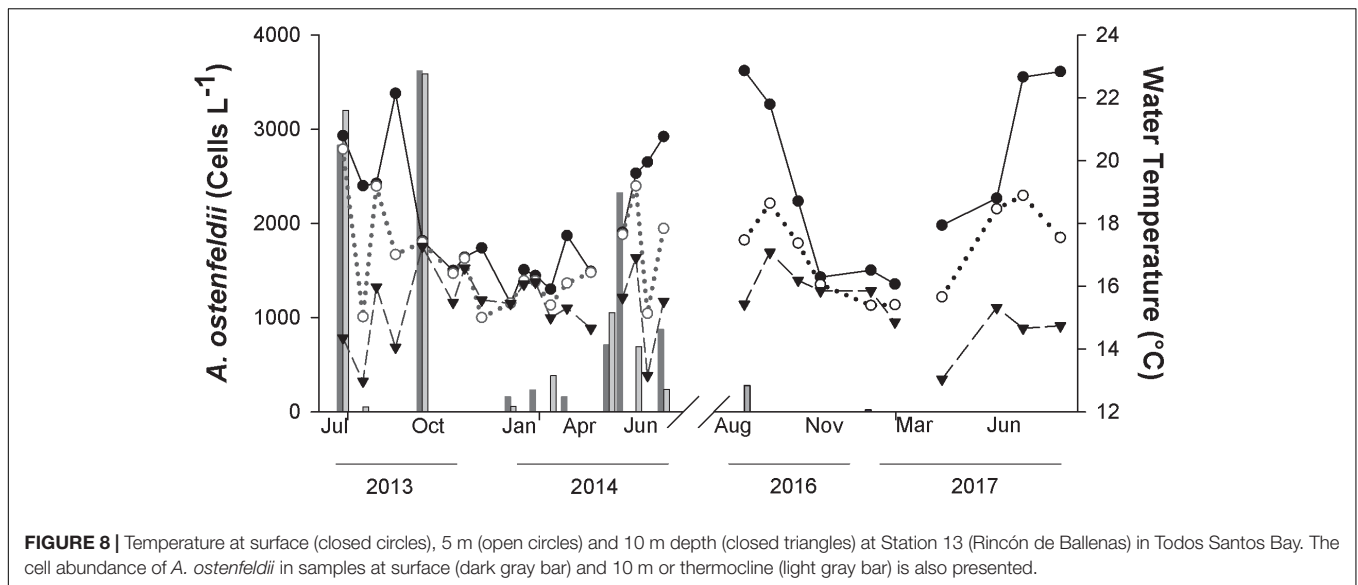 4000
3000
2000
1000
0
A. ostenfeldii (Cells L-1)
24
22
20
18
16
14
12
Water Temperature (°C)
Jul Oct Jan Apr Jun Aug Nov Mar Jun
2013 2014 2016 2017
FIGURE 8 | Temperature at surface (closed circles), 5 m (open circles) and 10 m depth (closed triangles) at Station 13 (Rincón de Ballenas) in Todos Santos Bay. The
cell abundance of A. ostenfeldii in samples at surface (dark gray bar) and 10 m or thermocline (light gray bar) is also presented.